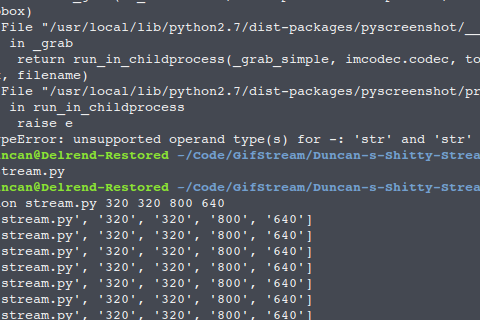 box)
File "/usr/local/lib/python2.7/dist-packages/pyscreenshot/__
in _grab
return run_in_childprocess(_grab_simple, imcodec.codec, to
, filename)
File "/usr/local/lib/python2.7/dist-packages/pyscreenshot/pr
in run_in_childprocess
raise e
ypeError: unsupported operand type(s) for -: 'str' and 'str'
uncan@Delrend-Restored ~/Code/GifStream/Duncan-s-Shitty-Strea
tream.py
uncan@Delrend-Restored ~/Code/GifStream/Duncan-s-Shitty-Strea
on stream.py 320 320 800 640
stream.py', '320', '320', '800', '640']
stream.py', '320', '320', '800', '640']
stream.py', '320', '320', '800', '640']
stream.py', '320', '320', '800', '640']
stream.py', '320', '320', '800', '640']
stream.py', '320', '320', '800', '640']
stream.py', '320', '320', '800', '640']